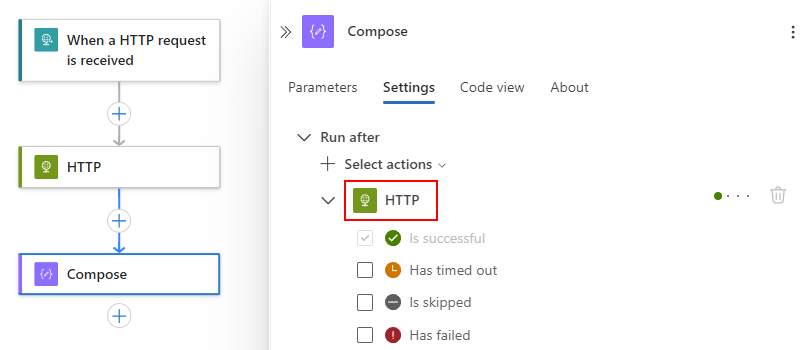 When a HTTP request
is received
HTTP
Compose
Compose
Parameters
Settings
Code view
About
Run after
Select actions
HTTP
Is successful
Has timed out
Is skipped
Has failed